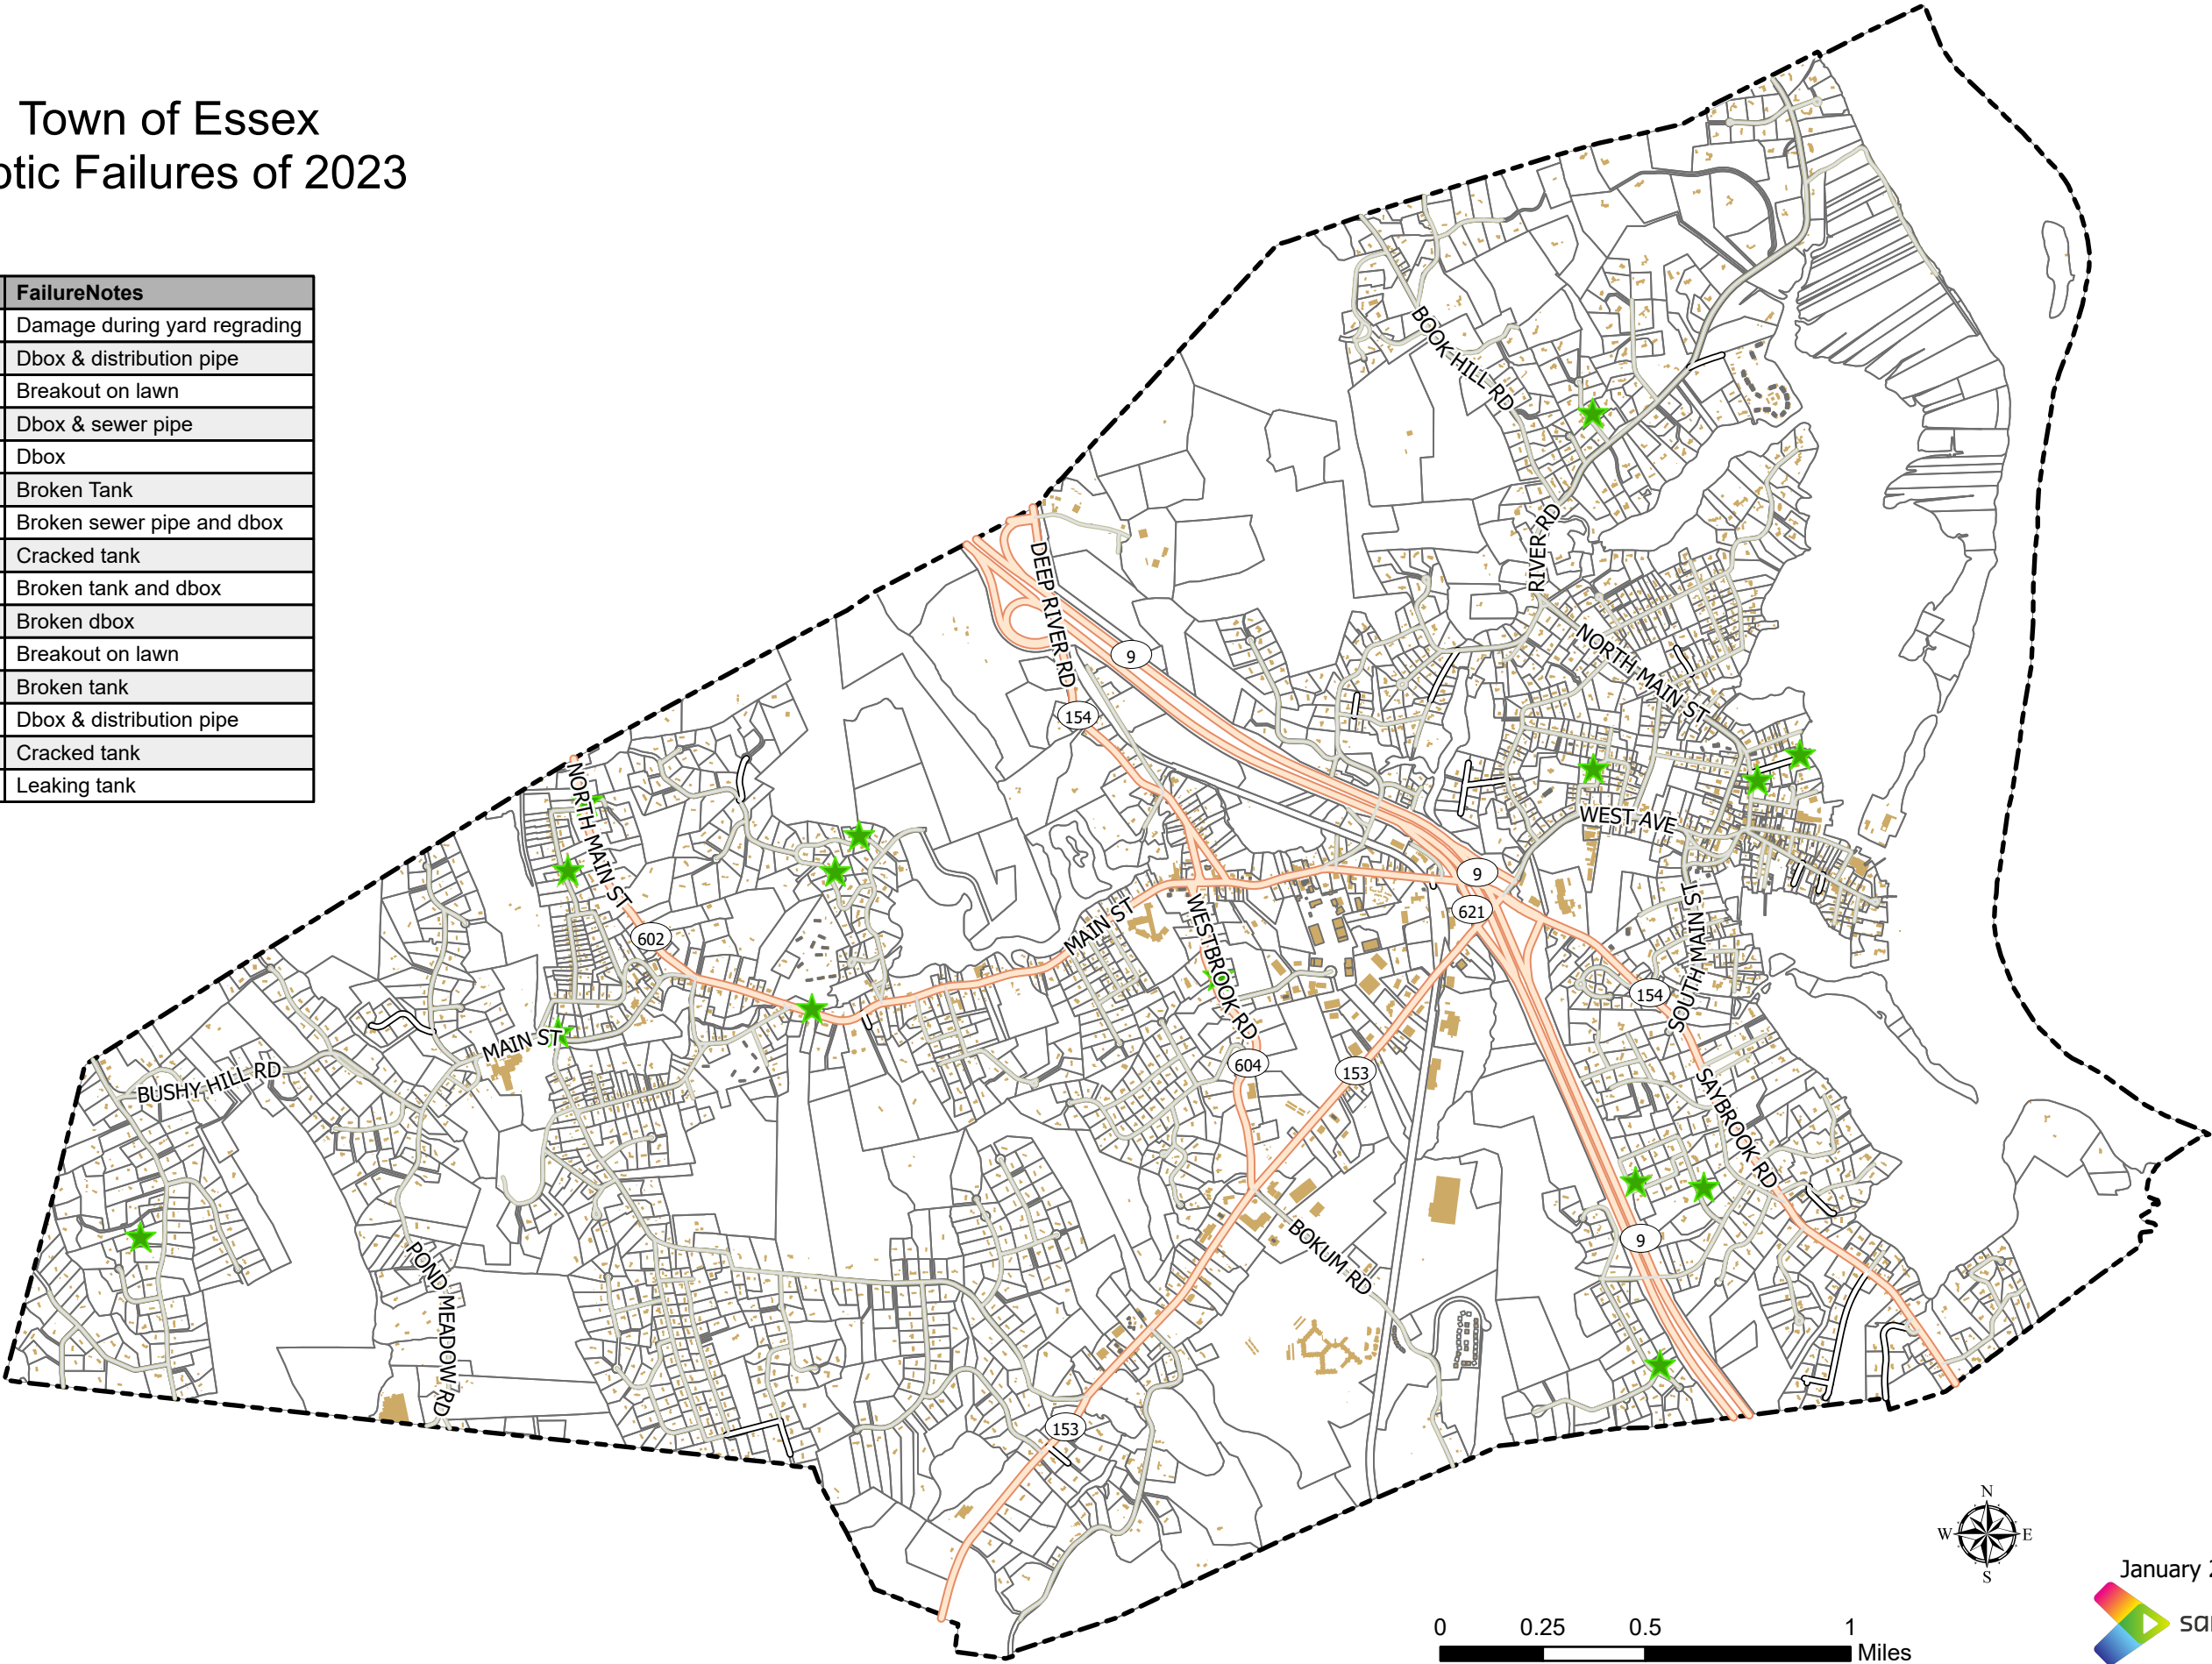 Town of Essex
ptic Failures of 2023
FailureNotes
Damage during yard regrading
Dbox & distribution pipe
Breakout on lawn
Dbox & sewer pipe
Dbox
Broken Tank
Broken sewer pipe and dbox
Cracked tank
Broken tank and dbox
Broken dbox
Breakout on lawn
Broken tank
Dbox & distribution pipe
Cracked tank
Leaking tank
BOOK HILL RD
RIVER RD
DEEP RIVER RD
9
NORTH MAIN ST
154
NORTH MAIN ST
WEST AVE
9
621
602
MAIN ST
WESTBROOK RD
SOUTH MAIN ST
154
MAIN ST
BUSHY HILL RD
604
153
SAYBROOK RD
POND MEADOW RD
BOKUM RD
9
153
N
W E
S
January 2
sa
0 0.25 0.5 1
Miles